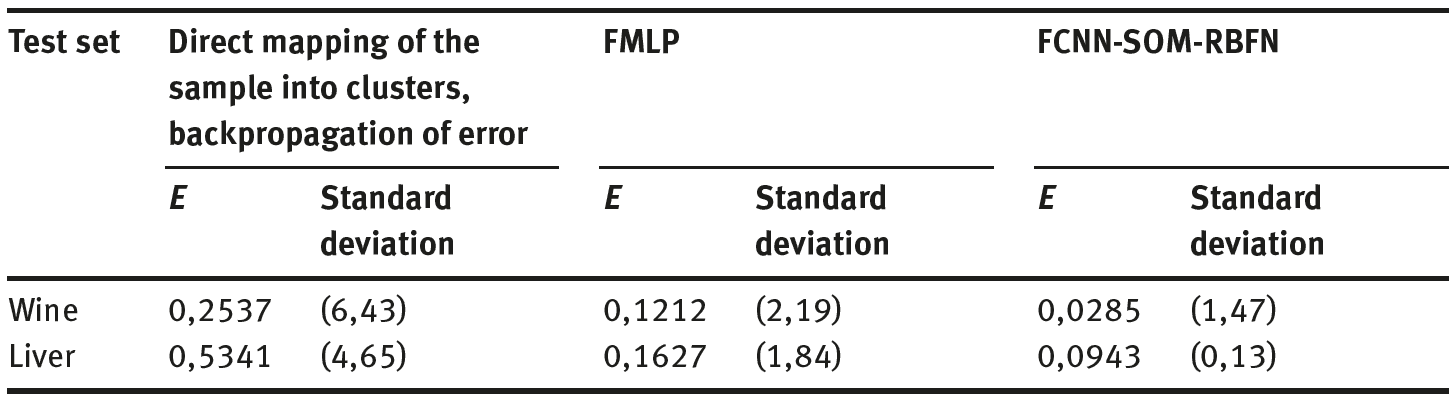 Test set Direct mapping of the FMLP FCNN-SOM-RBFN
sample into clusters,
backpropagation of error
E Standard E Standard E Standard
deviation deviation deviation
Wine 0,2537 (6,43) 0,1212 (2,19) 0,0285 (1,47)
Liver 0,5341 (4,65) 0,1627 (1,84) 0,0943 (0,13)